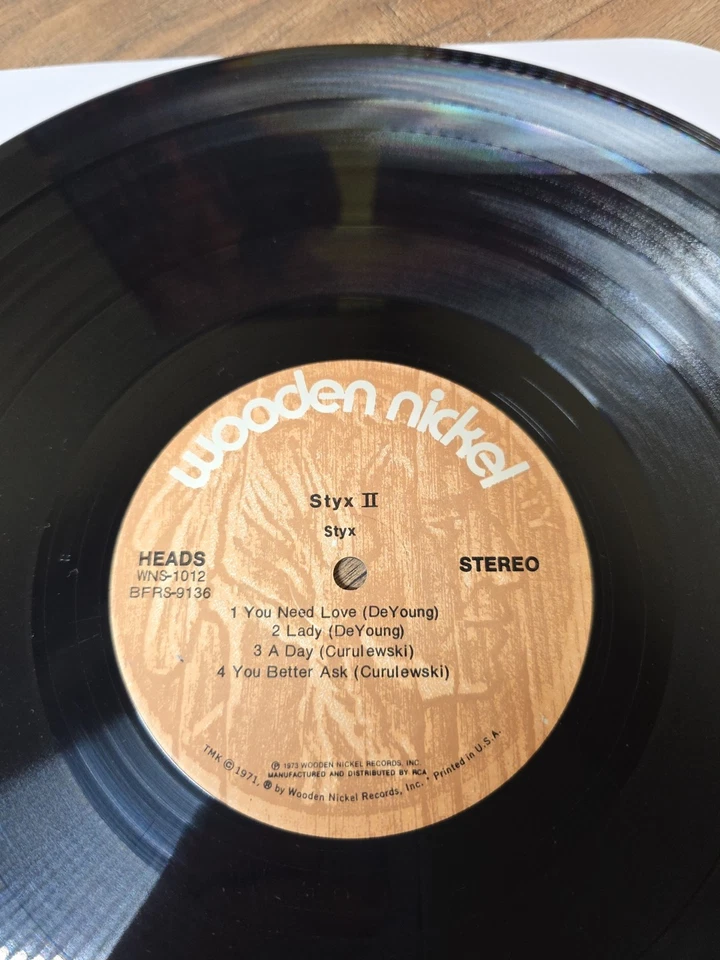 wooden nickel
Styx II
Styx
HEADS
WNS-1012
BFRS-9136
STEREO
1 You Need Love (DeYoung)
2 Lady (DeYoung)
3 A Day (Curulewski)
4 You Better Ask (Curulewski)
℗ 1973 WOODEN NICKEL RECORDS, INC.
MANUFACTURED AND DISTRIBUTED BY RCA
TMK © 1971. ® by Wooden Nickel Records, Inc. • Printed in U.S.A.